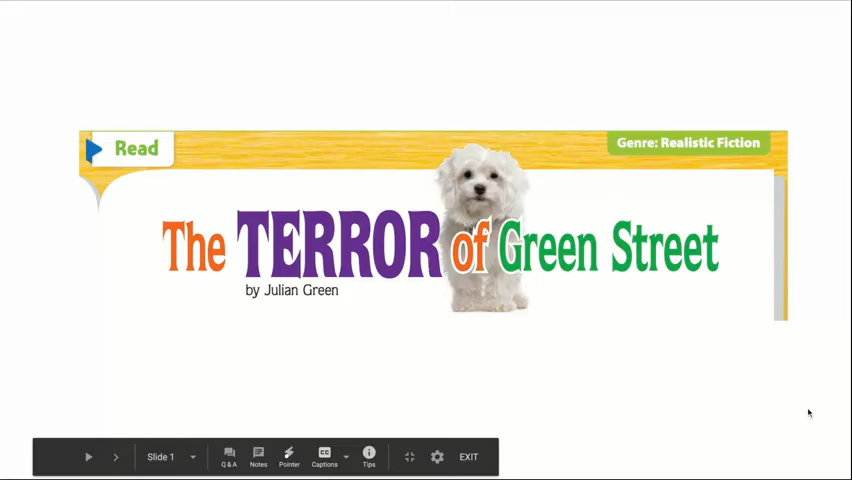 Read
Genre: Realistic Fiction
The TERROR of Green Street
by Julian Green
Slide 1
Q & A
Notes
Pointer
CC
Captions
Tips
EXIT